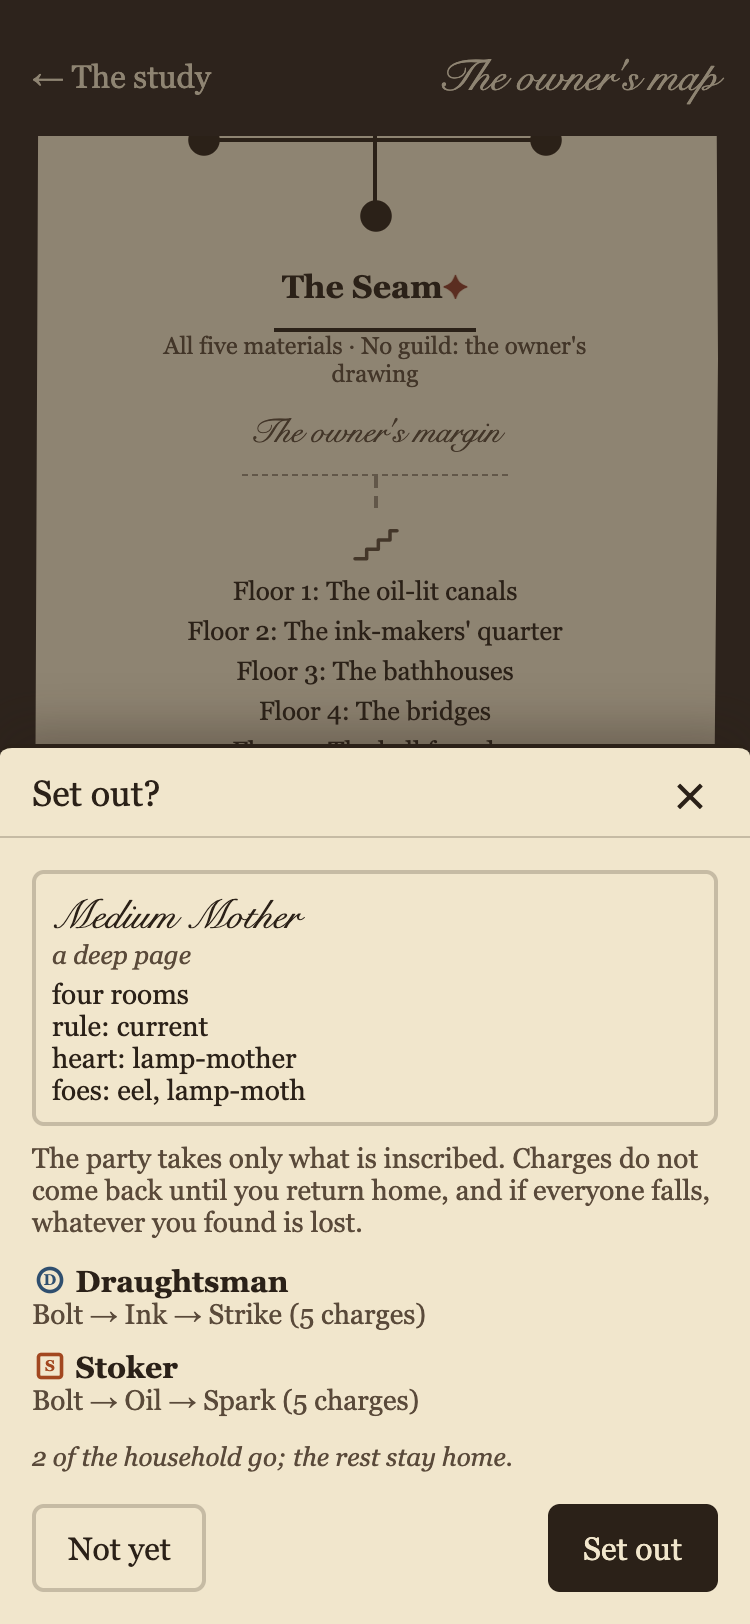 ← The study
The owner's map
The Seam
All five materials · No guild: the owner's
drawing
The owner's margin
Floor 1: The oil-lit canals
Floor 2: The ink-makers' quarter
Floor 3: The bathhouses
Floor 4: The bridges
Set out?
Medium Mother
a deep page
four rooms
rule: current
heart: lamp-mother
foes: eel, lamp-moth
The party takes only what is inscribed. Charges do not
come back until you return home, and if everyone falls,
whatever you found is lost.
D Draughtsman
Bolt → Ink → Strike (5 charges)
S Stoker
Bolt → Oil → Spark (5 charges)
2 of the household go; the rest stay home.
Not yet
Set out